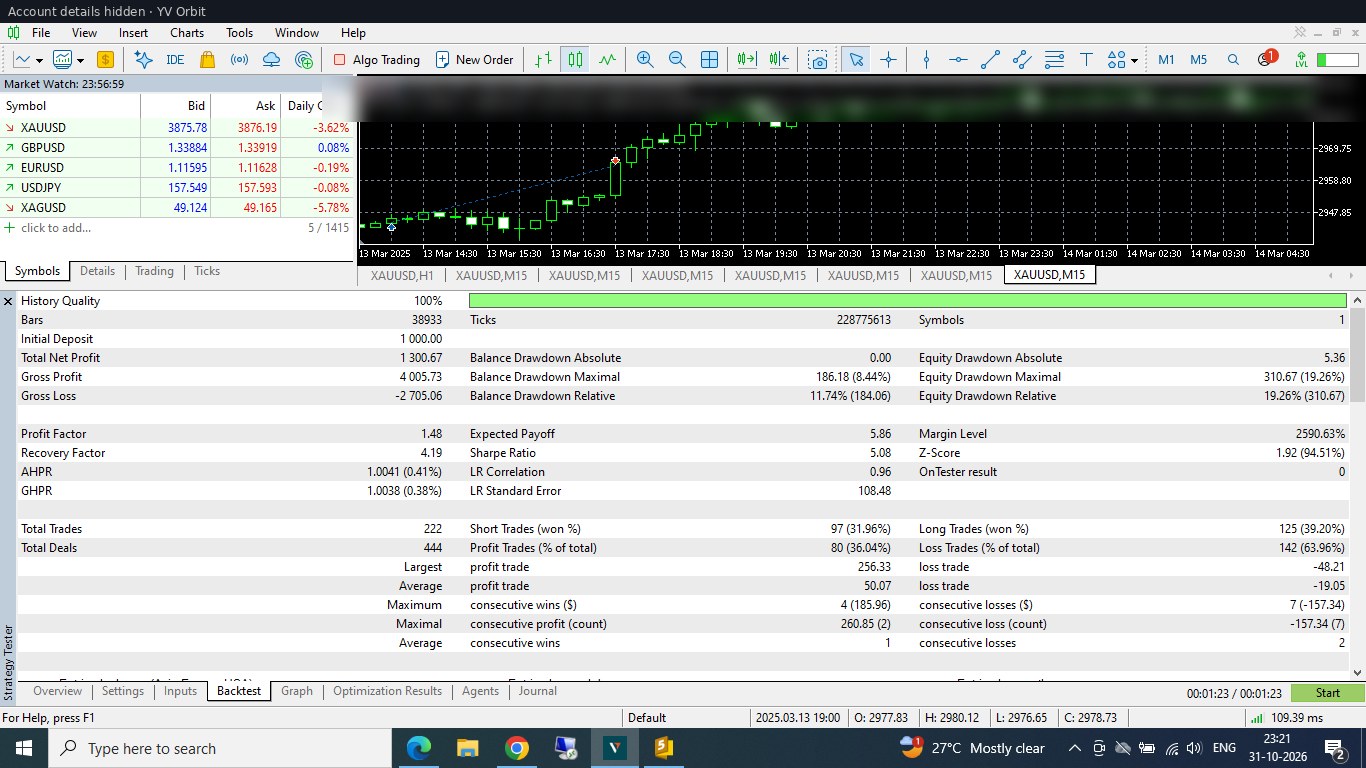 Account details hidden · YV Orbit
File View Insert Charts Tools Window Help
$ IDE Algo Trading New Order T M1 M5 1 LVL
Market Watch: 23:56:59
Symbol Bid Ask Daily C
XAUUSD 3875.78 3876.19 -3.62%
GBPUSD 1.33884 1.33919 0.08%
EURUSD 1.11595 1.11628 -0.19%
USDJPY 157.549 157.593 -0.08%
XAGUSD 49.124 49.165 -5.78%
click to add... 5 / 1415
Symbols Details Trading Ticks
2969.75
2958.80
2947.85
13 Mar 2025 13 Mar 14:30 13 Mar 15:30 13 Mar 16:30 13 Mar 17:30 13 Mar 18:30 13 Mar 19:30 13 Mar 20:30 13 Mar 21:30 13 Mar 22:30 13 Mar 23:30 14 Mar 01:30 14 Mar 02:30 14 Mar 03:30 14 Mar 04:30
XAUUSD,H1 XAUUSD,M15 XAUUSD,M15 XAUUSD,M15 XAUUSD,M15 XAUUSD,M15 XAUUSD,M15 XAUUSD,M15
History Quality 100%
Bars 38933 Ticks 228775613 Symbols 1
Initial Deposit 1 000.00
Total Net Profit 1 300.67 Balance Drawdown Absolute 0.00 Equity Drawdown Absolute 5.36
Gross Profit 4 005.73 Balance Drawdown Maximal 186.18 (8.44%) Equity Drawdown Maximal 310.67 (19.26%)
Gross Loss -2 705.06 Balance Drawdown Relative 11.74% (184.06) Equity Drawdown Relative 19.26% (310.67)
Profit Factor 1.48 Expected Payoff 5.86 Margin Level 2590.63%
Recovery Factor 4.19 Sharpe Ratio 5.08 Z-Score 1.92 (94.51%)
AHPR 1.0041 (0.41%) LR Correlation 0.96 OnTester result 0
GHPR 1.0038 (0.38%) LR Standard Error 108.48
Total Trades 222 Short Trades (won %) 97 (31.96%) Long Trades (won %) 125 (39.20%)
Total Deals 444 Profit Trades (% of total) 80 (36.04%) Loss Trades (% of total) 142 (63.96%)
Largest profit trade 256.33 loss trade -48.21
Average profit trade 50.07 loss trade -19.05
Maximum consecutive wins ($) 4 (185.96) consecutive losses ($) 7 (-157.34)
Maximal consecutive profit (count) 260.85 (2) consecutive loss (count) -157.34 (7)
Average consecutive wins 1 consecutive losses 2
Strategy Tester
Overview Settings Inputs Backtest Graph Optimization Results Agents Journal 00:01:23 / 00:01:23 Start
For Help, press F1 Default 2025.03.13 19:00 O: 2977.83 H: 2980.12 L: 2976.65 C: 2978.73 109.39 ms
Type here to search V 5 1 27°C Mostly clear ENG 23:21 2
31-10-2026